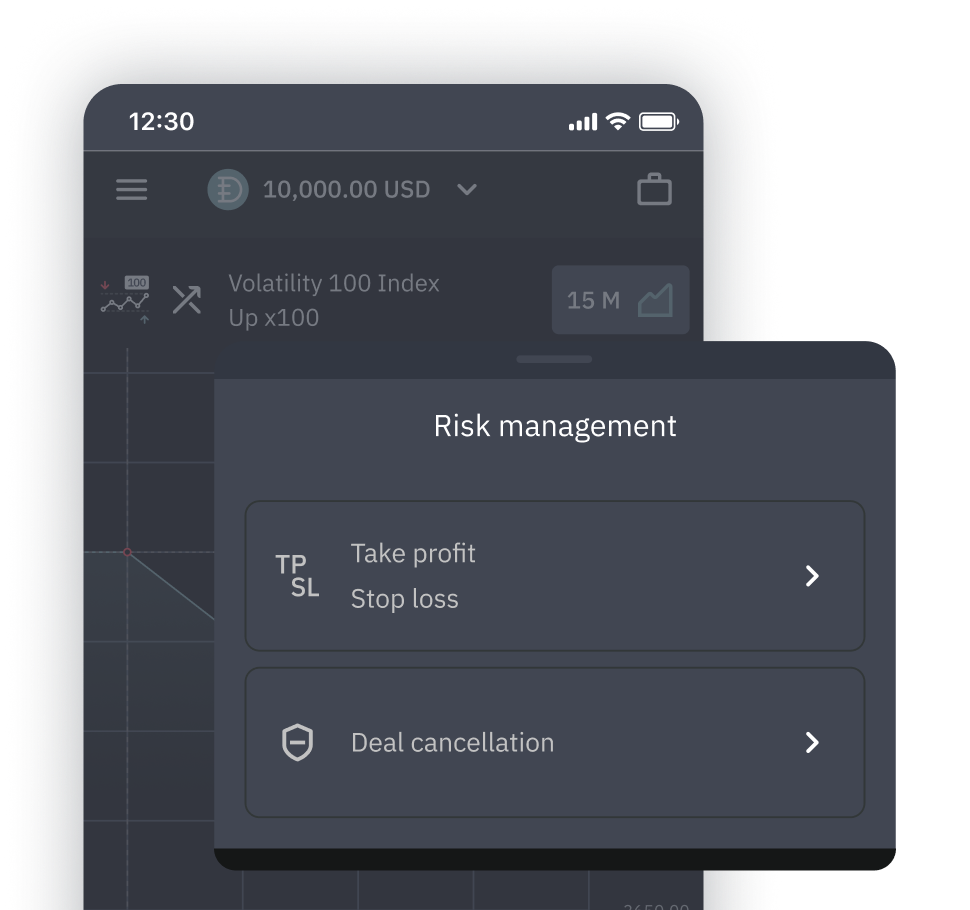 12:30
10,000.00 USD
100
Volatility 100 Index
Up x100
15 M
Risk management
TP
SL
Take profit
Stop loss
Deal cancellation